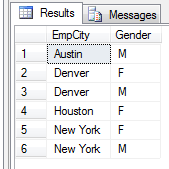 Results Messages
EmpCity Gender
1 Austin M
2 Denver F
3 Denver M
4 Houston F
5 New York F
6 New York M